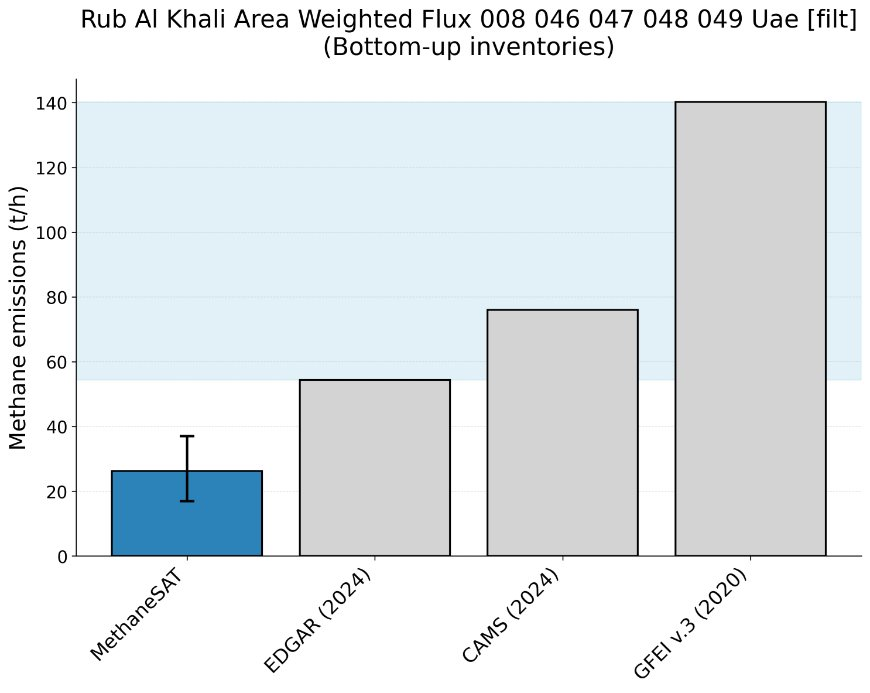 Rub Al Khali Area Weighted Flux 008 046 047 048 049 Uae [filt]
(Bottom-up inventories)
Methane emissions (t/h)
140
120
100
80
60
40
20
0
MethaneSAT
EDGAR (2024)
CAMS (2024)
GFEI v.3 (2020)